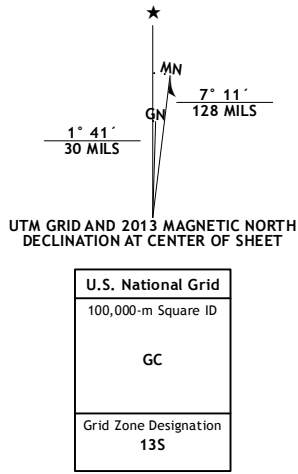 ★
MN
7° 11´
128 MILS
GN
1° 41´
30 MILS
UTM GRID AND 2013 MAGNETIC NORTH
DECLINATION AT CENTER OF SHEET
U.S. National Grid
100,000-m Square ID
GC
Grid Zone Designation
13S